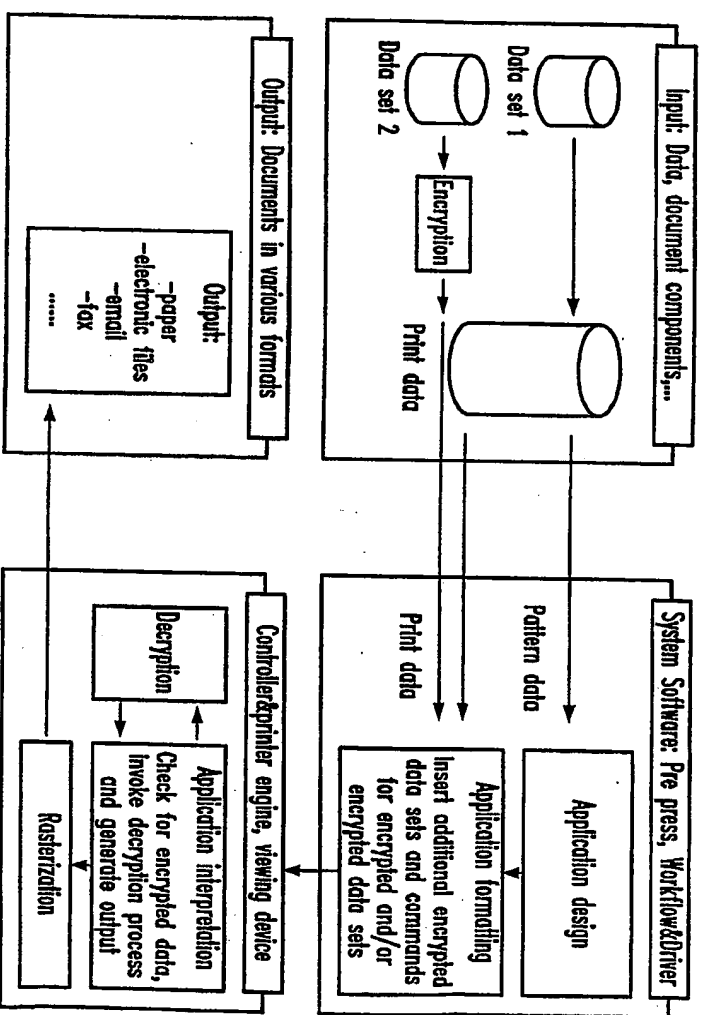 Input: Data, document components,...
Data set 1
Data set 2
Encryption
Print data
System Software: Pre press, Workflow&Driver
Pattern data
Print data
Application design
Application formatting
Insert additional encrypted
data sets and commands
for encrypted and/or
encrypted data sets
Output: Documents in various formats
Output:
-paper
-electronic files
-email
-fax
......
Controller&printer engine, viewing device
Decryption
Application interpretation
Check for encrypted data,
invoke decryption process
and generate output
Rasterization